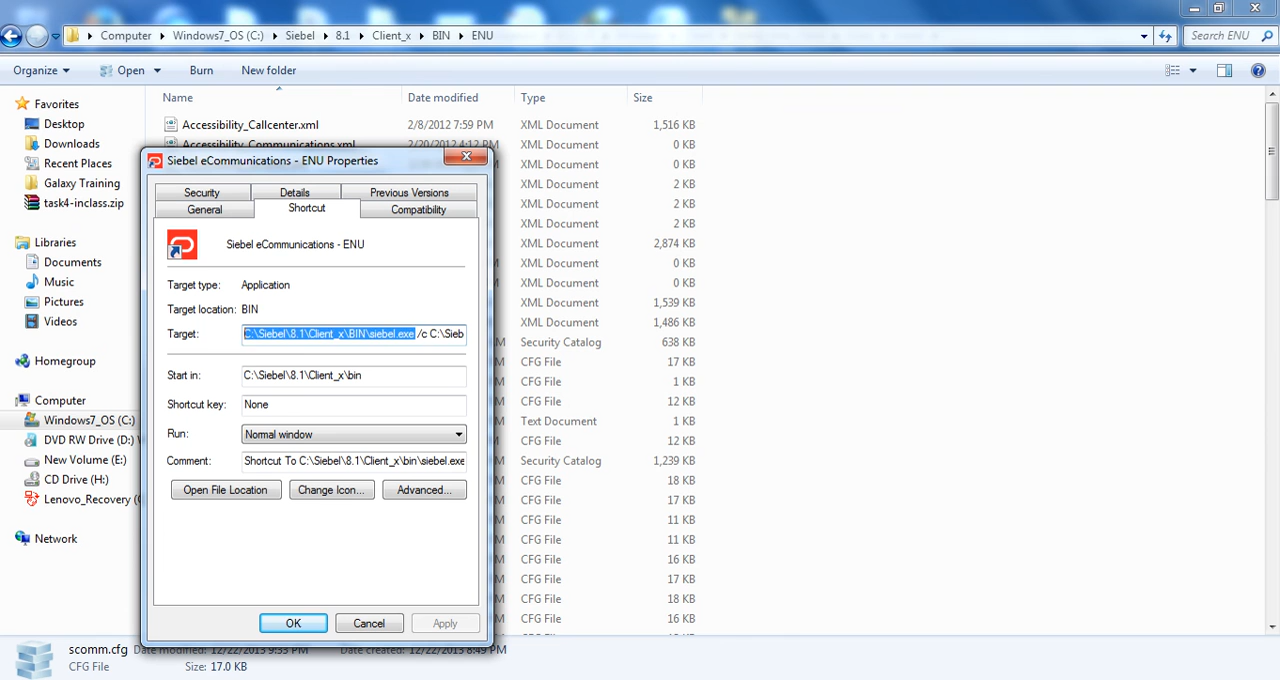 Computer Windows7_OS (C:) Siebel 8.1 Client_x BIN ENU Search ENU
Organize Open Burn New folder
Name Date modified Type Size
Favorites
Desktop
Downloads
Recent Places
Galaxy Training
task4-inclass.zip
Libraries
Documents
Music
Pictures
Videos
Homegroup
Computer
Windows7_OS (C:)
DVD RW Drive (D:)
New Volume (E:)
CD Drive (H:)
Lenovo_Recovery
Network
Accessibility_Callcenter.xml 2/8/2012 7:59 PM XML Document 1,516 KB
Accessibility_Communications.xml 2/20/2012 4:12 PM XML Document 0 KB
XML Document 0 KB
XML Document 2 KB
XML Document 2 KB
XML Document 2 KB
XML Document 2,874 KB
XML Document 0 KB
XML Document 0 KB
XML Document 1,539 KB
XML Document 1,486 KB
Security Catalog 638 KB
CFG File 17 KB
CFG File 1 KB
CFG File 12 KB
Text Document 1 KB
CFG File 12 KB
Security Catalog 1,239 KB
CFG File 18 KB
CFG File 17 KB
CFG File 11 KB
CFG File 11 KB
CFG File 16 KB
CFG File 17 KB
CFG File 18 KB
CFG File 16 KB
Siebel eCommunications - ENU Properties
Security Details Previous Versions
General Shortcut Compatibility
Siebel eCommunications - ENU
Target type: Application
Target location: BIN
Target: C:\Siebel\8.1\Client_x\BIN\siebel.exe /c C:\Sieb
Start in: C:\Siebel\8.1\Client_x\bin
Shortcut key: None
Run: Normal window
Comment: Shortcut To C:\Siebel\8.1\Client_x\bin\siebel.exe
Open File Location Change Icon... Advanced...
OK Cancel Apply
scomm.cfg Date modified: 12/22/2013 9:53 PM Date created: 12/22/2013 8:49 PM
CFG File Size: 17.0 KB